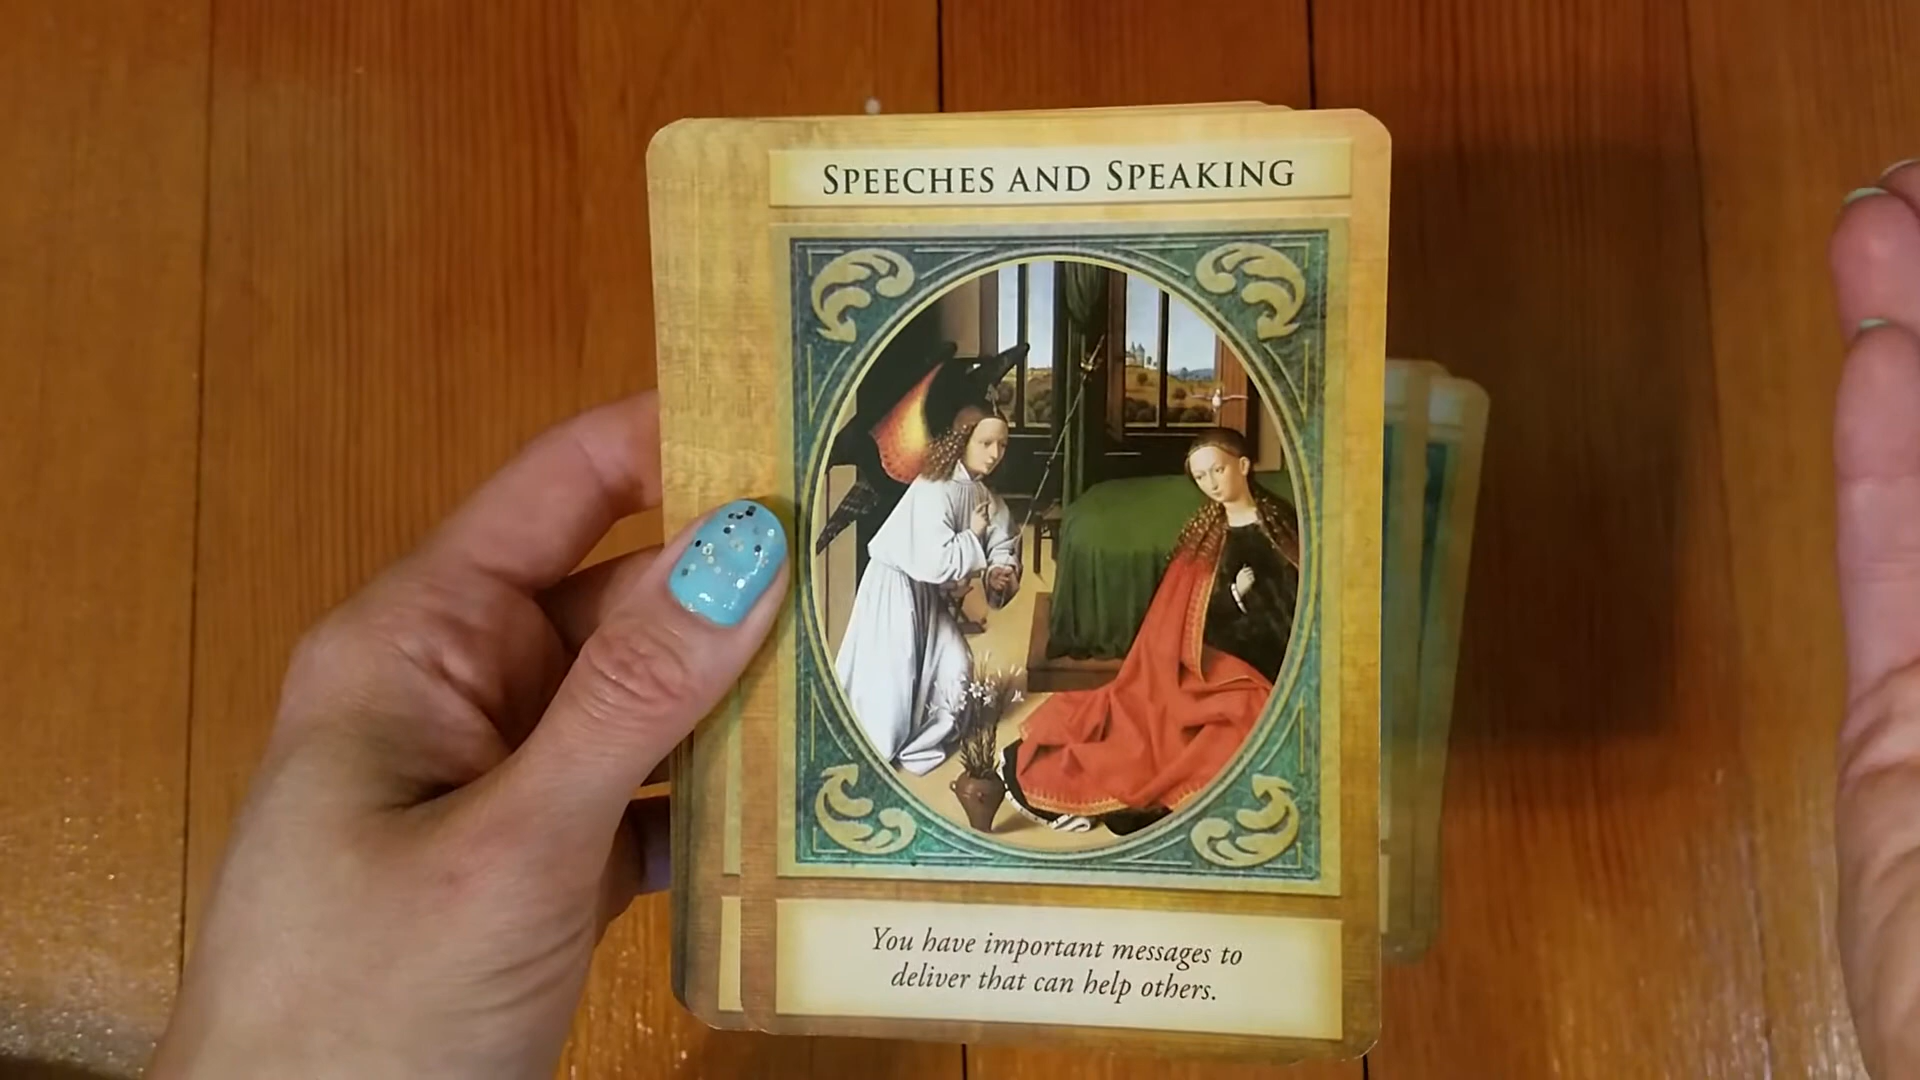 SPEECHES AND SPEAKING
You have important messages to
deliver that can help others.